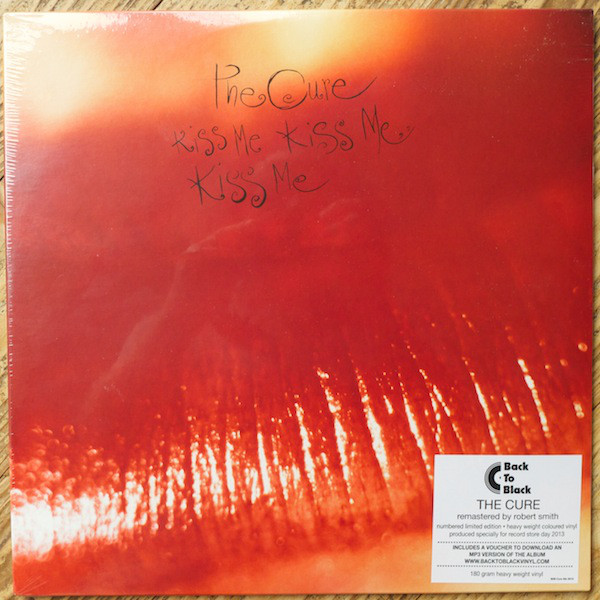 The Cure
Kiss Me Kiss Me
Kiss Me
Back
To
Black
THE CURE
remastered by robert smith
numbered limited edition • heavy weight coloured vinyl
produced specially for record store day 2013
INCLUDES A VOUCHER TO DOWNLOAD AN
MP3 VERSION OF THE ALBUM
WWW.BACKTOBLACKVINYL.COM
180 gram heavy weight vinyl